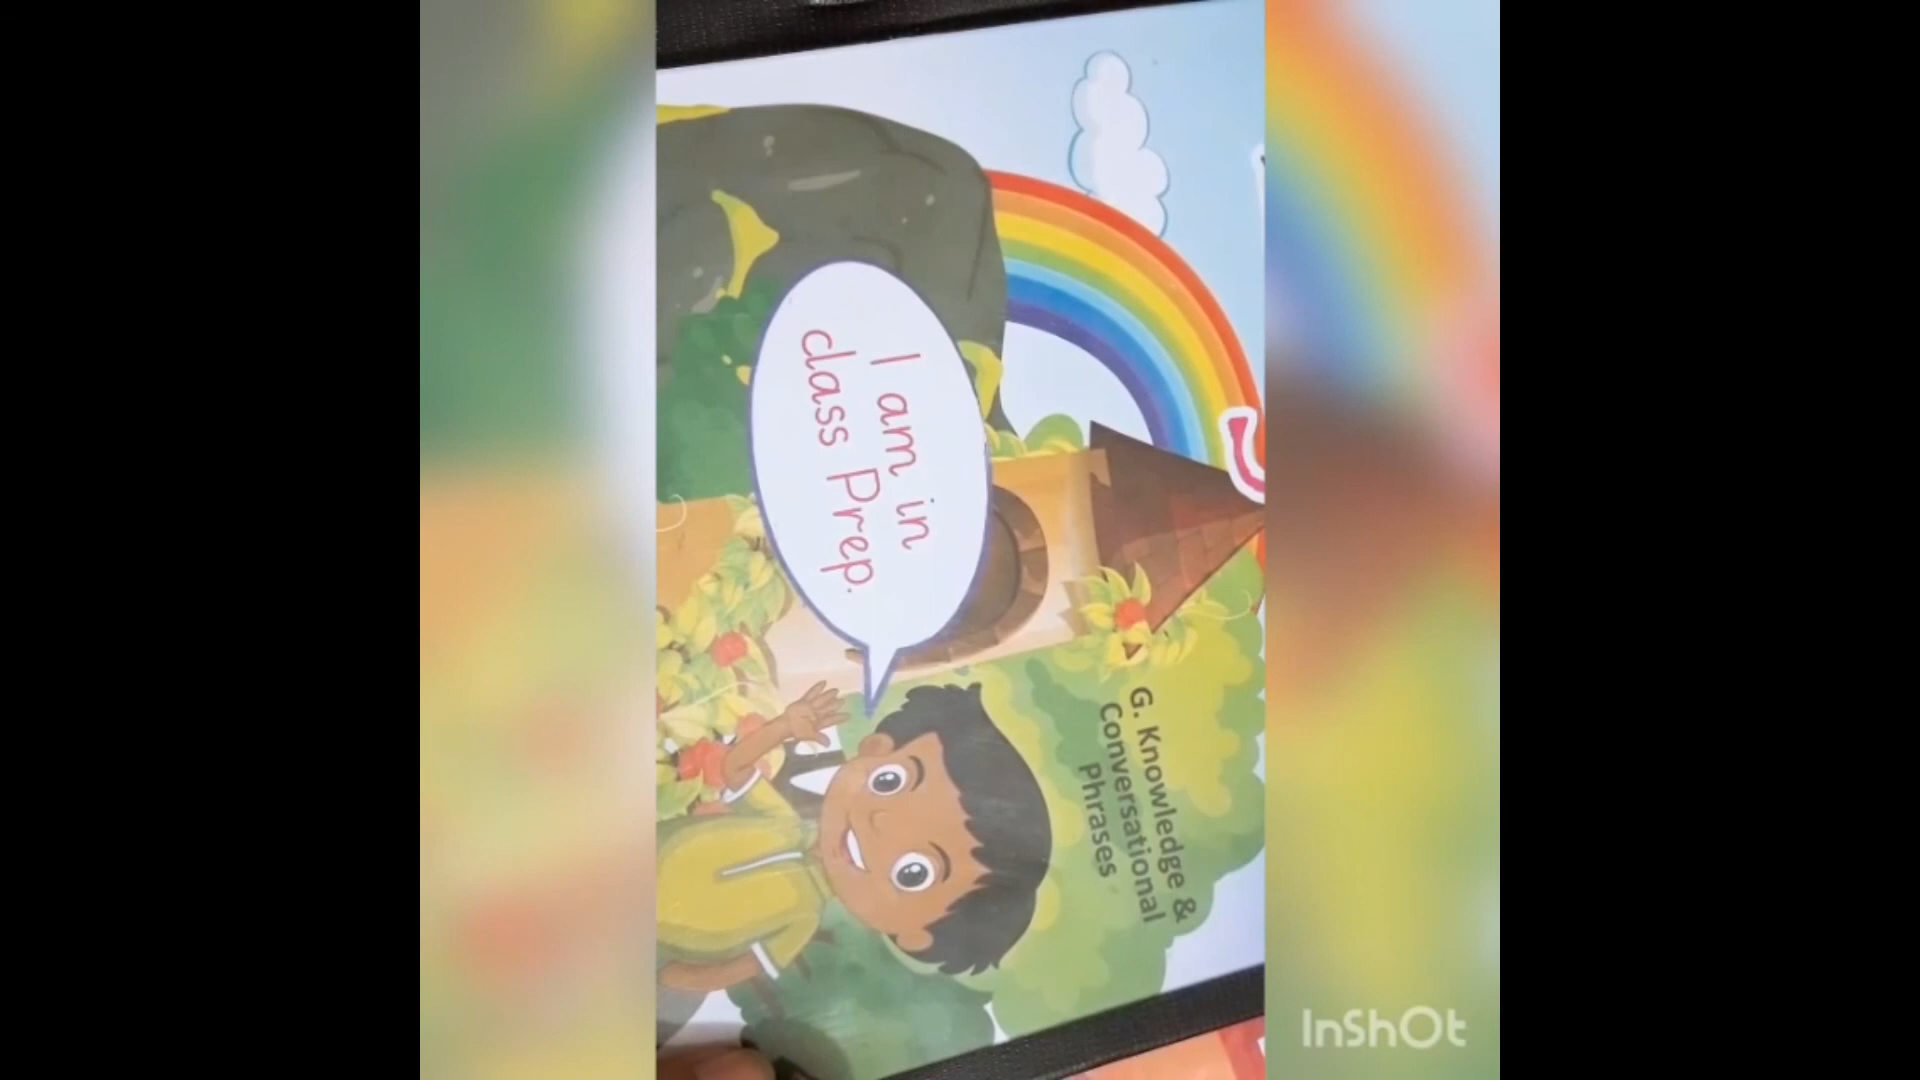 G. Knowledge &
Conversational
Phrases
I am in
class Prep.
InShOt